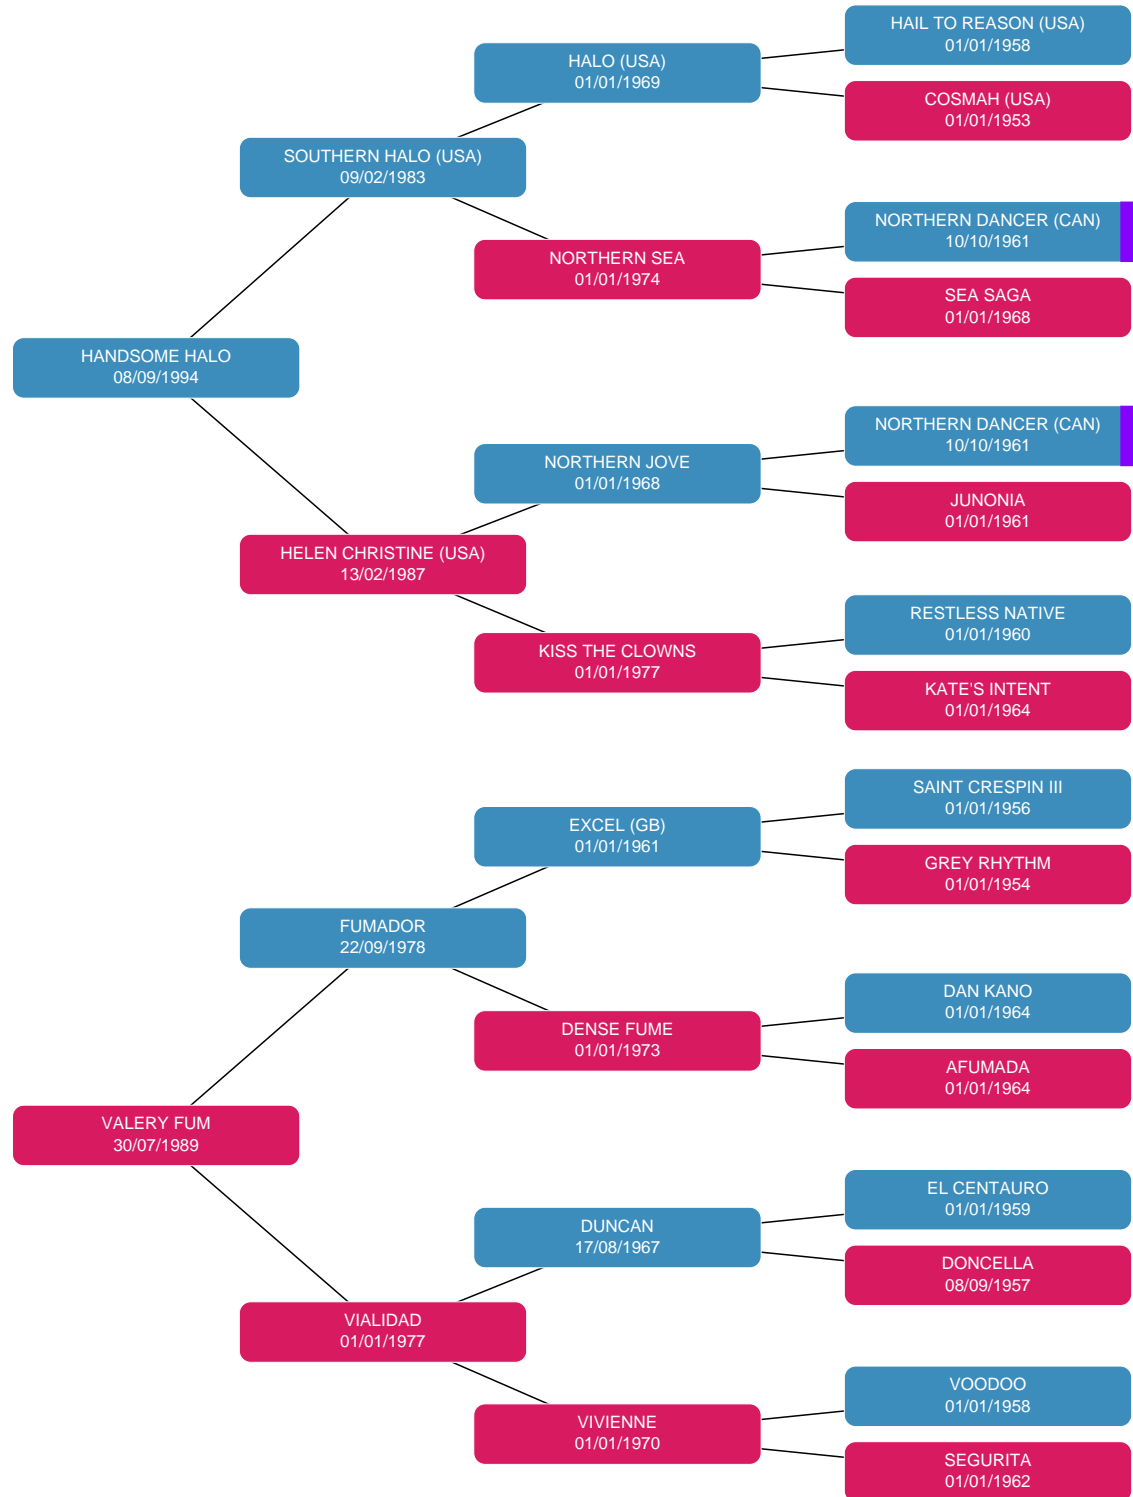 HAIL TO REASON (USA)
01/01/1958
HALO (USA)
01/01/1969
COSMAH (USA)
01/01/1953
SOUTHERN HALO (USA)
09/02/1983
NORTHERN DANCER (CAN)
10/10/1961
NORTHERN SEA
01/01/1974
SEA SAGA
01/01/1968
HANDSOME HALO
08/09/1994
NORTHERN DANCER (CAN)
10/10/1961
NORTHERN JOVE
01/01/1968
JUNONIA
01/01/1961
HELEN CHRISTINE (USA)
13/02/1987
RESTLESS NATIVE
01/01/1960
KISS THE CLOWNS
01/01/1977
KATE'S INTENT
01/01/1964
SAINT CRESPIN III
01/01/1956
EXCEL (GB)
01/01/1961
GREY RHYTHM
01/01/1954
FUMADOR
22/09/1978
DAN KANO
01/01/1964
DENSE FUME
01/01/1973
AFUMADA
01/01/1964
VALERY FUM
30/07/1989
EL CENTAURO
01/01/1959
DUNCAN
17/08/1967
DONCELLA
08/09/1957
VIALIDAD
01/01/1977
VOODOO
01/01/1958
VIVIENNE
01/01/1970
SEGURITA
01/01/1962